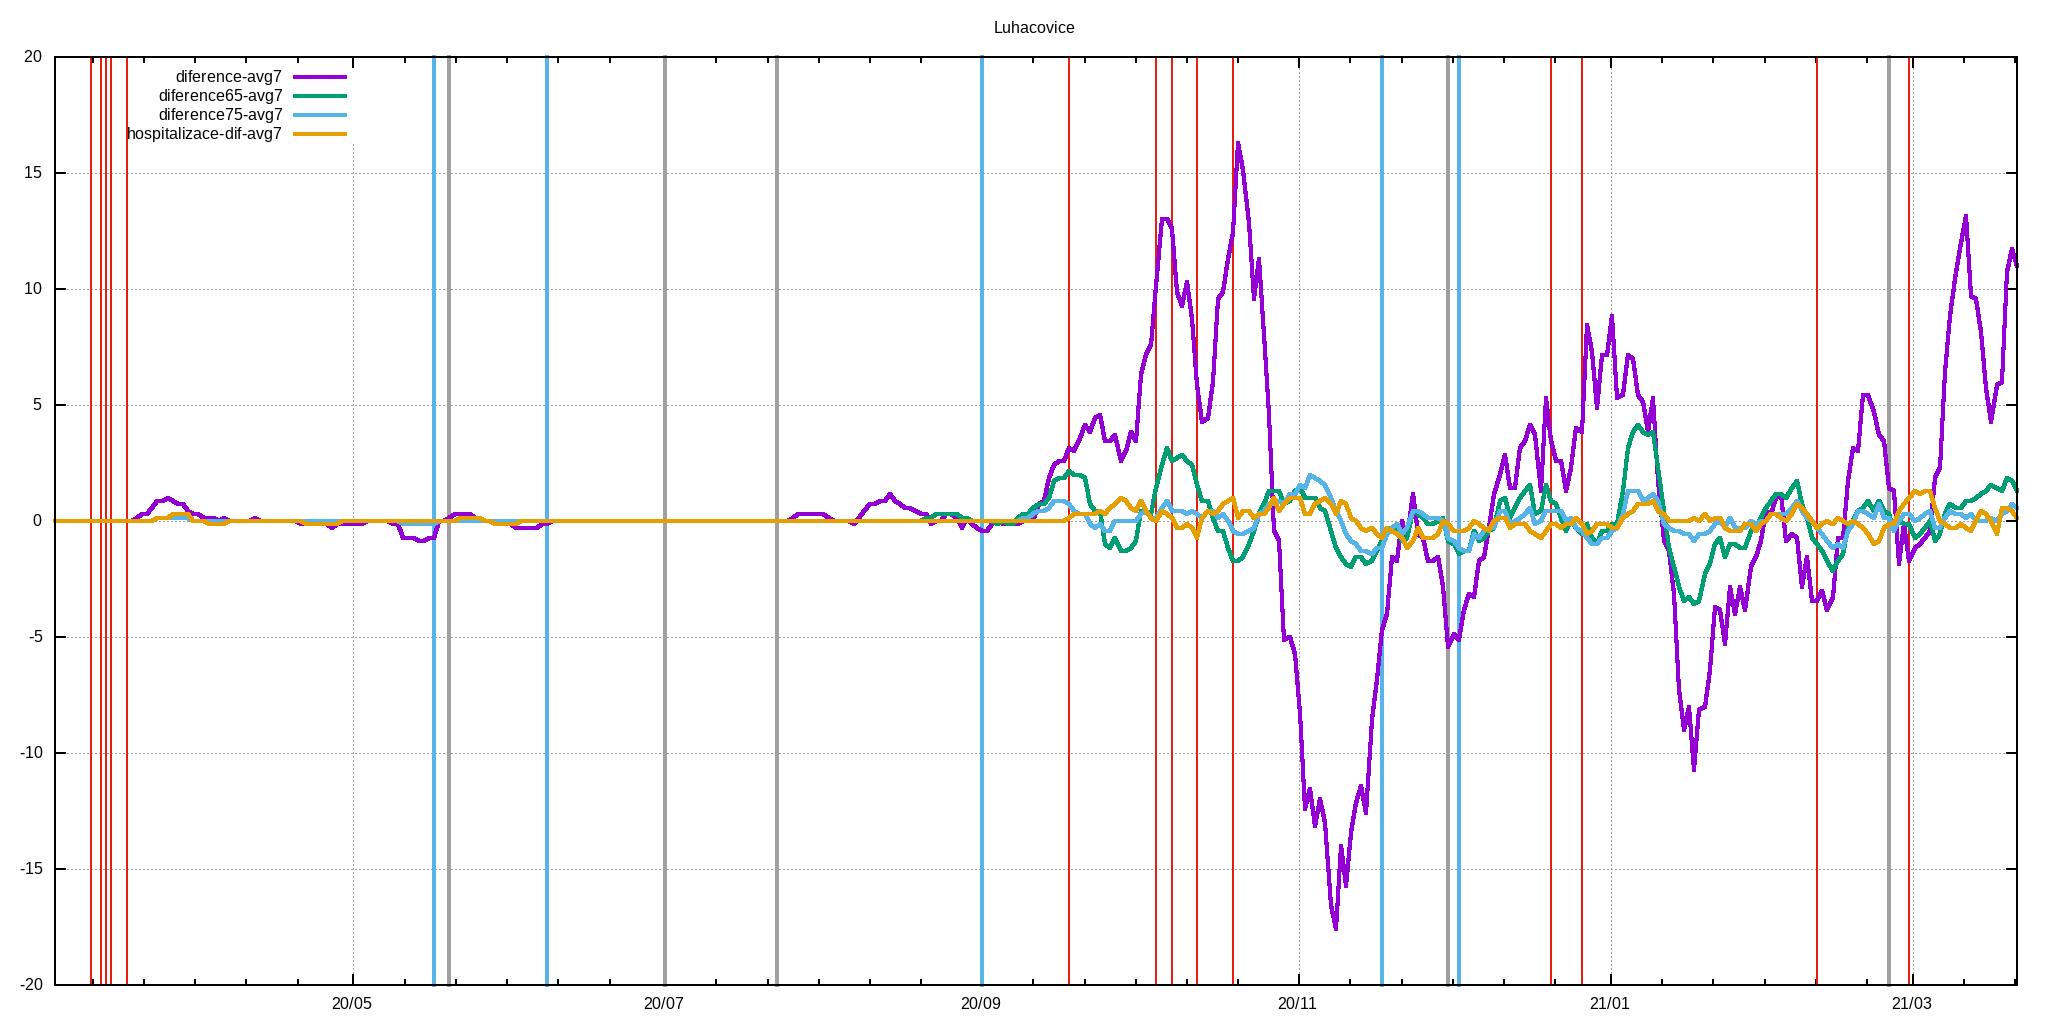 Luhacovice
20
diference-avg7
diference65-avg7
diference75-avg7
hospitalizace-dif-avg7
15
10
5
0
-5
-10
-15
-20
20/05 20/07 20/09 20/11 21/01 21/03